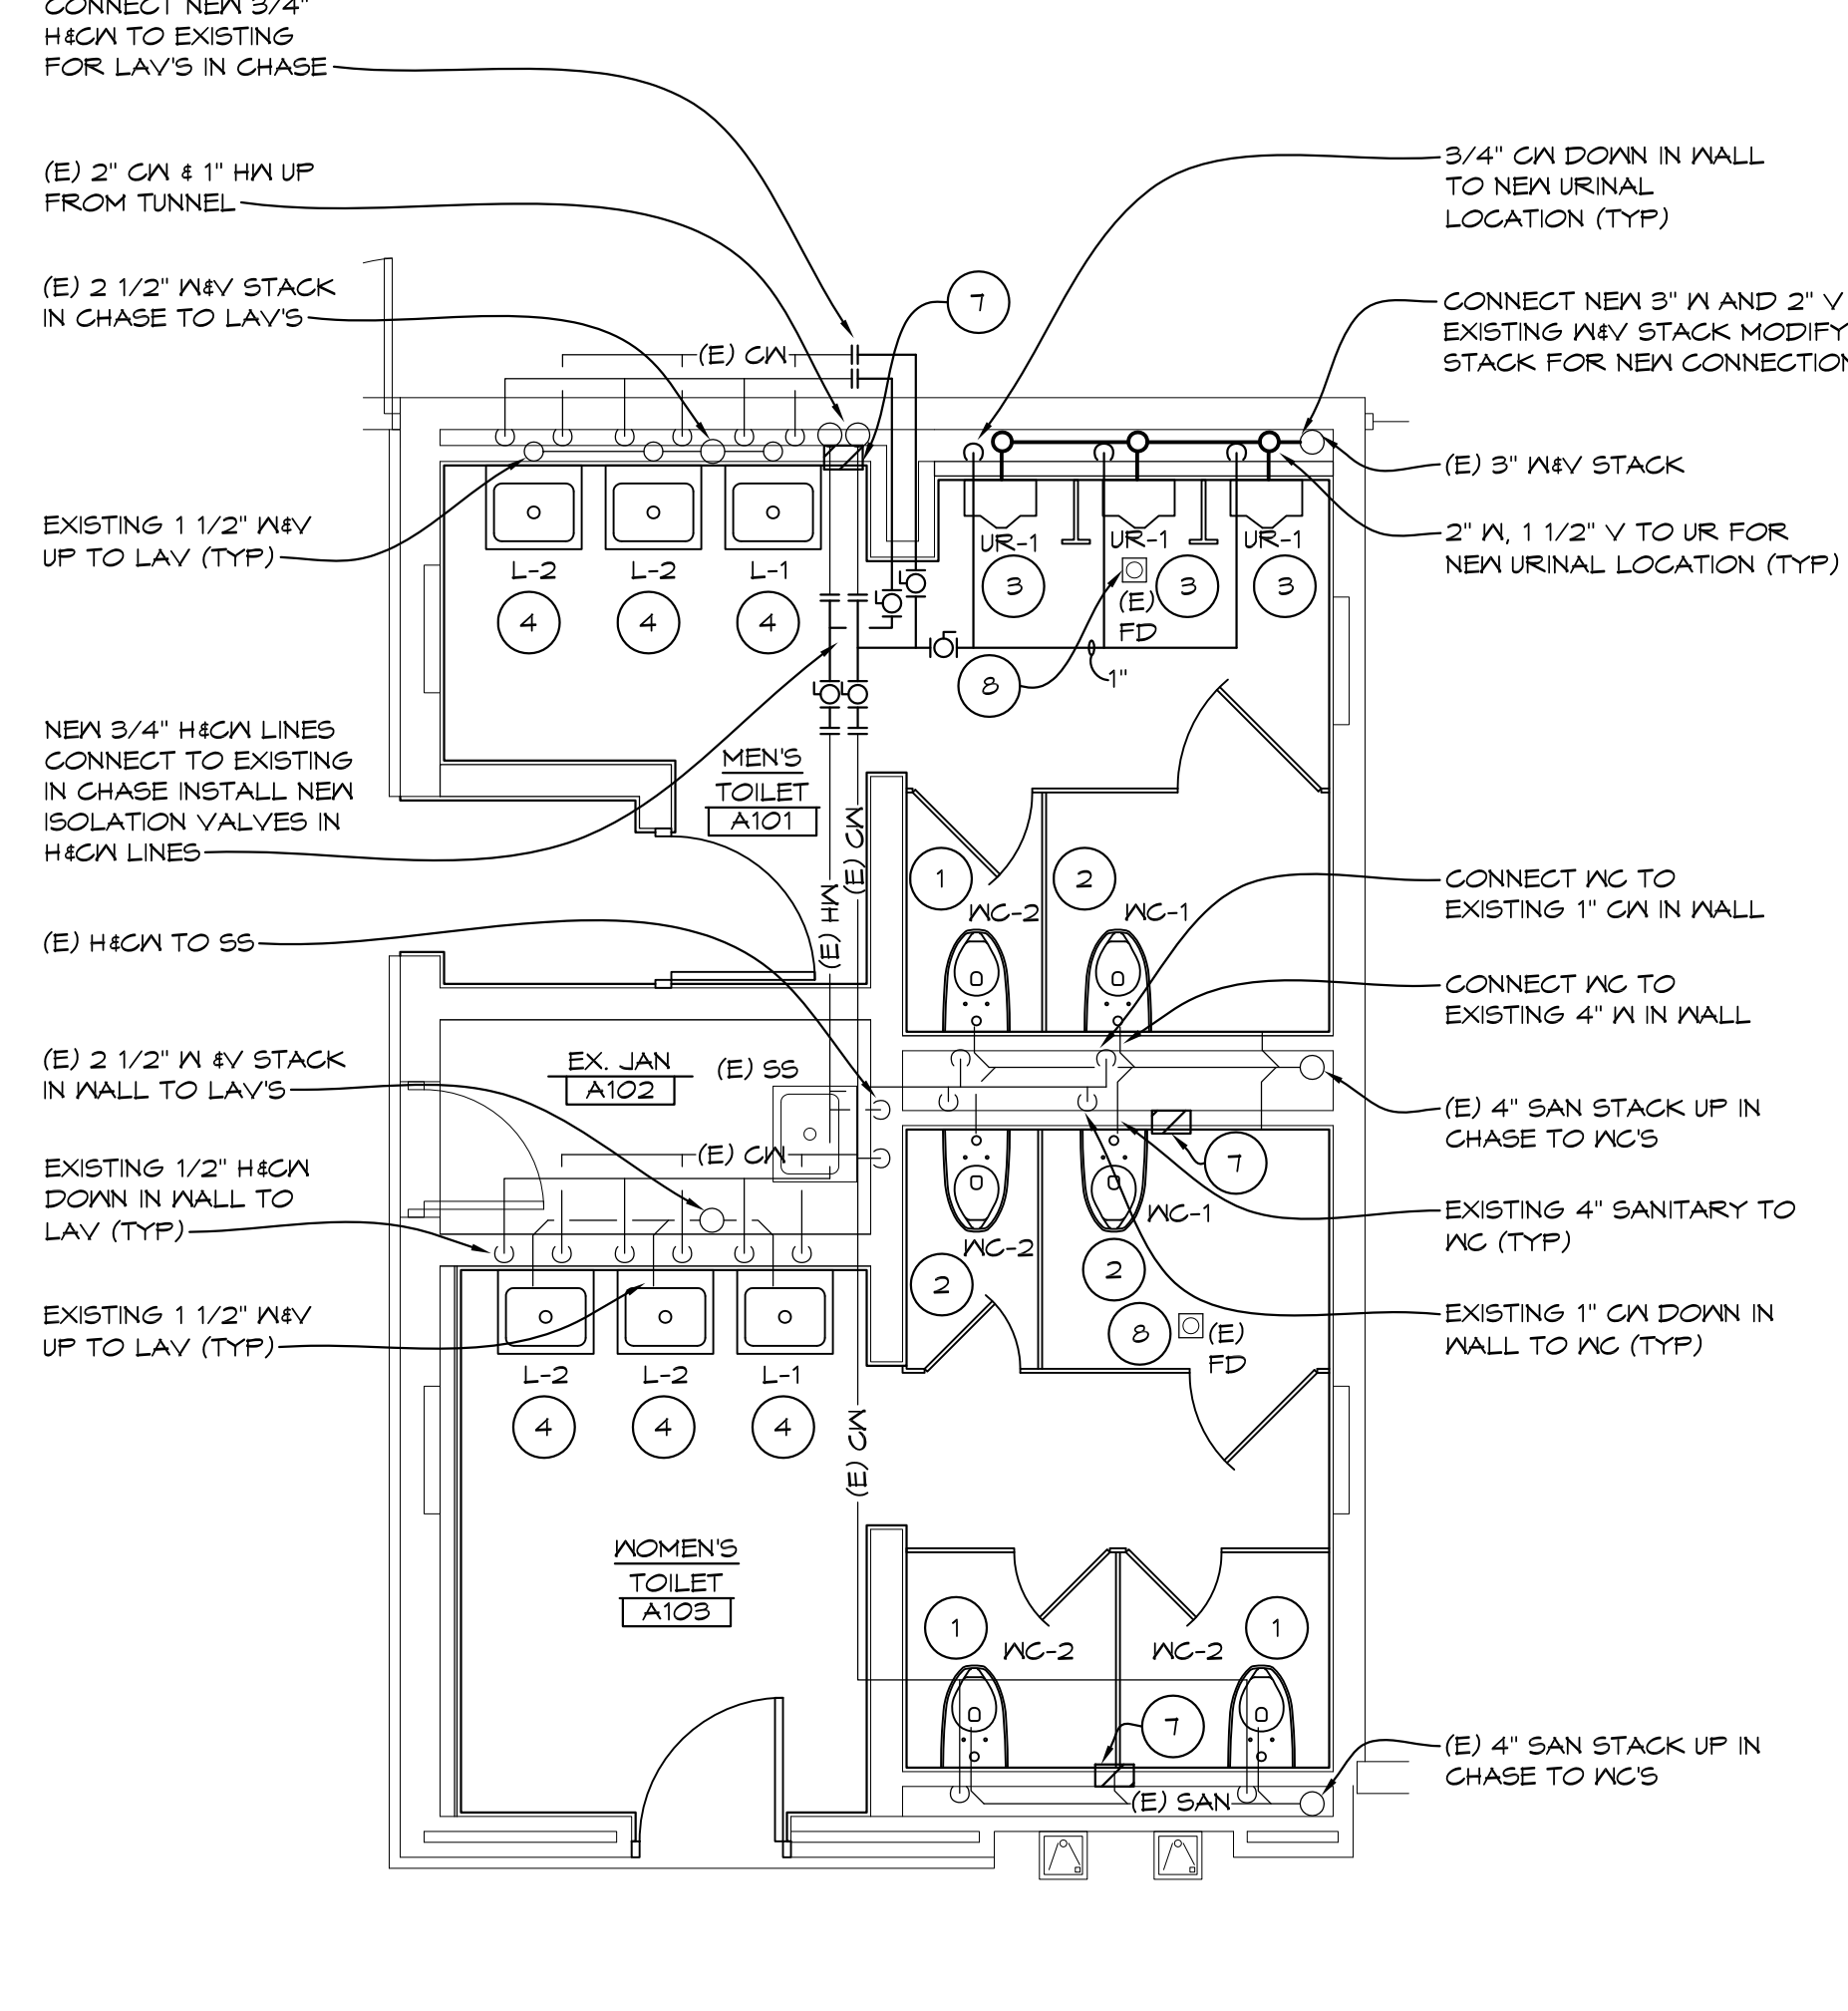 CONNECT NEW 3/4"
H&CW TO EXISTING
FOR LAV'S IN CHASE
(E) 2" CW & 1" HW UP
FROM TUNNEL
(E) 2 1/2" W&V STACK
IN CHASE TO LAV'S
EXISTING 1 1/2" W&V
UP TO LAV (TYP)
NEW 3/4" H&CW LINES
CONNECT TO EXISTING
IN CHASE INSTALL NEW
ISOLATION VALVES IN
H&CW LINES
(E) H&CW TO SS
(E) 2 1/2" W &V STACK
IN WALL TO LAV'S
EXISTING 1/2" H&CW
DOWN IN WALL TO
LAV (TYP)
EXISTING 1 1/2" W&V
UP TO LAV (TYP)
7
(E) CW
L-2
L-2
L-1
4
4
4
UR-1
UR-1
UR-1
3
3
3
(E)
FD
8
1"
MEN'S
TOILET
A101
(E) CW
(E) HW
1
2
WC-2
WC-1
EX. JAN
A102
(E) SS
(E) CW
7
WC-1
WC-2
2
2
8
(E)
FD
L-2
L-2
L-1
4
4
4
(E) CW
WOMEN'S
TOILET
A103
1
1
WC-2
WC-2
7
(E) SAN
3/4" CW DOWN IN WALL
TO NEW URINAL
LOCATION (TYP)
CONNECT NEW 3" W AND 2" V
EXISTING W&V STACK MODIFY
STACK FOR NEW CONNECTION
(E) 3" W&V STACK
2" W, 1 1/2" V TO UR FOR
NEW URINAL LOCATION (TYP)
CONNECT WC TO
EXISTING 1" CW IN WALL
CONNECT WC TO
EXISTING 4" W IN WALL
(E) 4" SAN STACK UP IN
CHASE TO WC'S
EXISTING 4" SANITARY TO
WC (TYP)
EXISTING 1" CW DOWN IN
WALL TO WC (TYP)
(E) 4" SAN STACK UP IN
CHASE TO WC'S